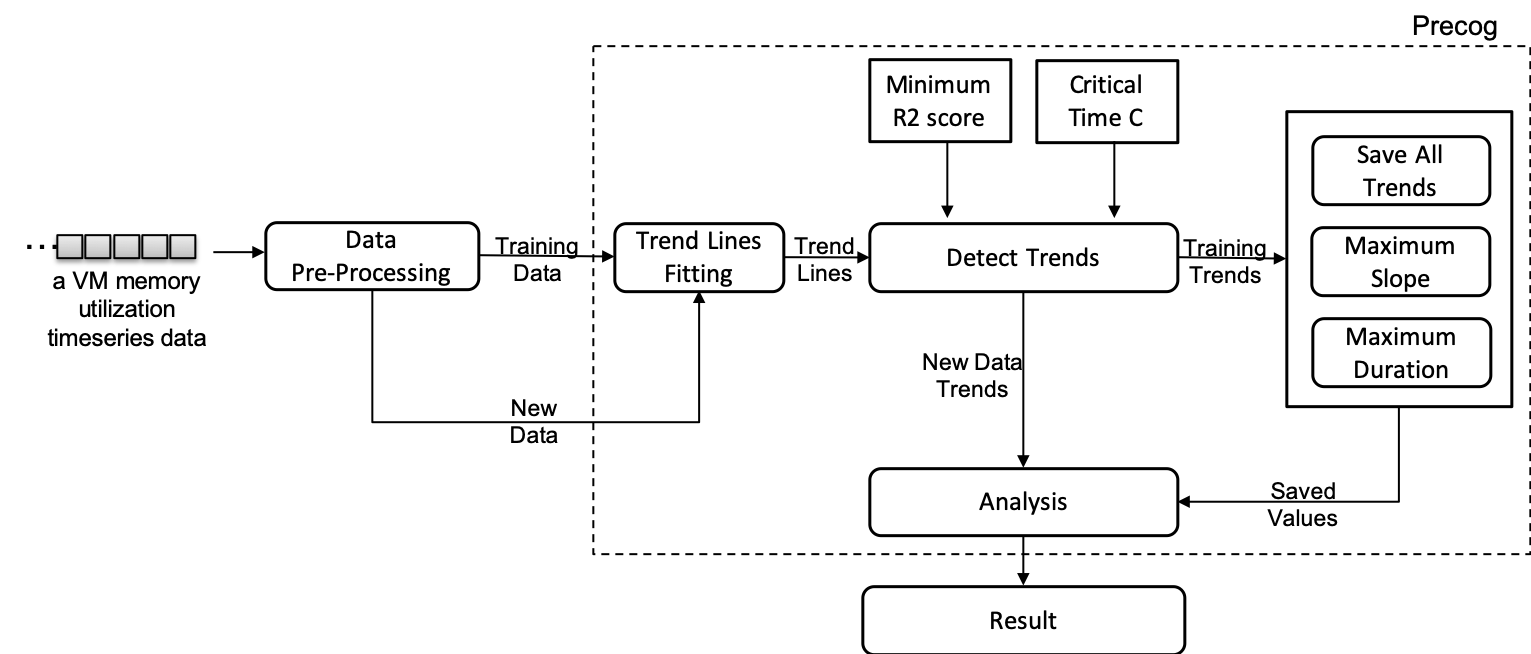 Precog
Minimum
R2 score
Critical
Time C
Save All
Trends
Maximum
Slope
Maximum
Duration
...
a VM memory
utilization
timeseries data
Data
Pre-Processing
Training
Data
Trend Lines
Fitting
Trend
Lines
Detect Trends
Training
Trends
New
Data
New Data
Trends
Analysis
Saved
Values
Result